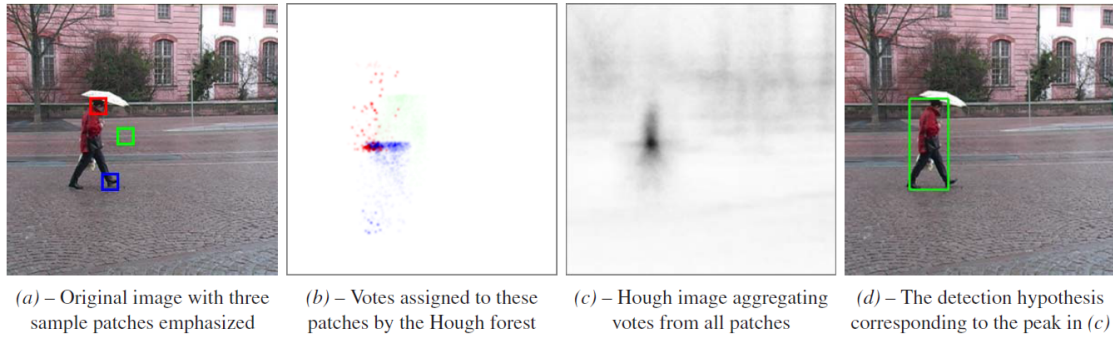 (a) – Original image with three
sample patches emphasized
(b) – Votes assigned to these
patches by the Hough forest
(c) – Hough image aggregating
votes from all patches
(d) – The detection hypothesis
corresponding to the peak in (c)